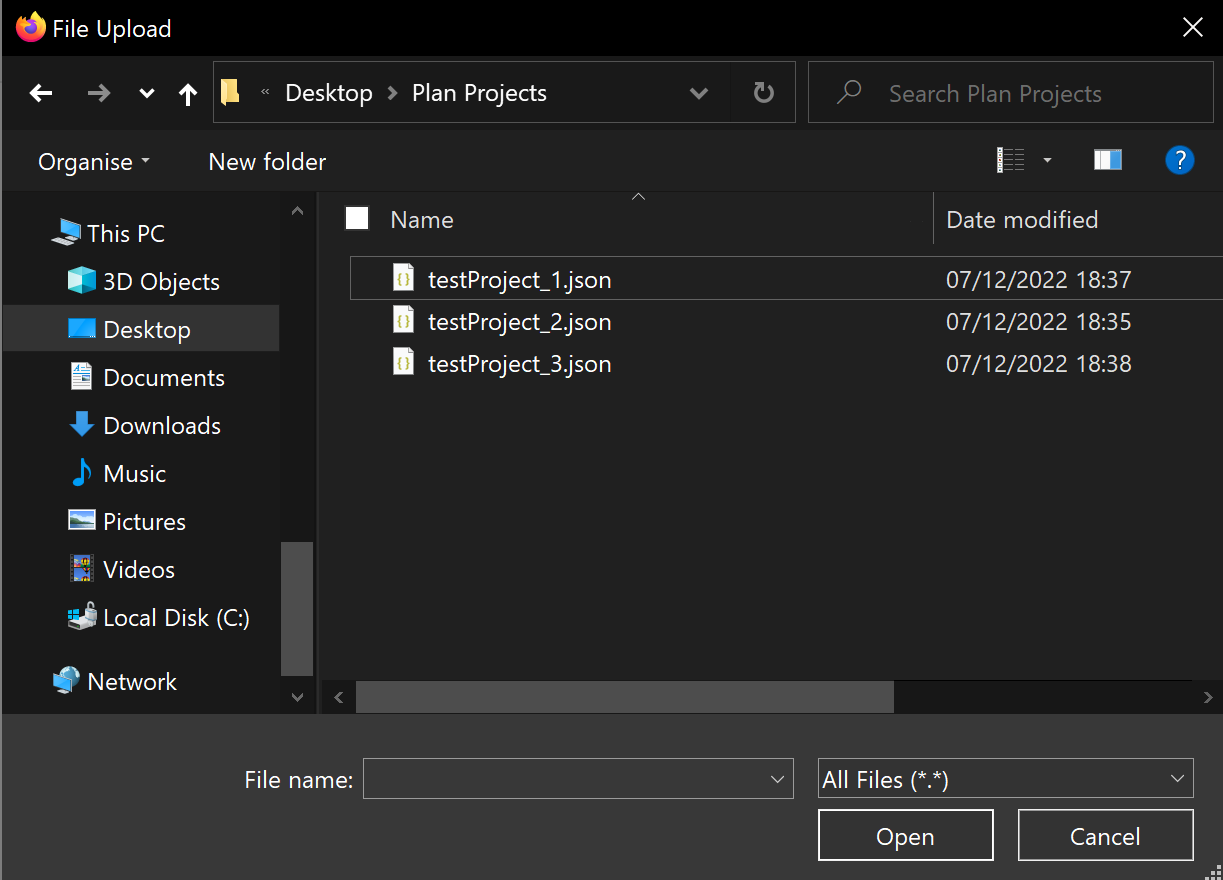 File Upload
« Desktop > Plan Projects
Search Plan Projects
Organise
New folder
?
This PC
3D Objects
Desktop
Documents
Downloads
Music
Pictures
Videos
Local Disk (C:)
Network
Name Date modified
testProject_1.json 07/12/2022 18:37
testProject_2.json 07/12/2022 18:35
testProject_3.json 07/12/2022 18:38
File name:
All Files (*.*)
Open
Cancel